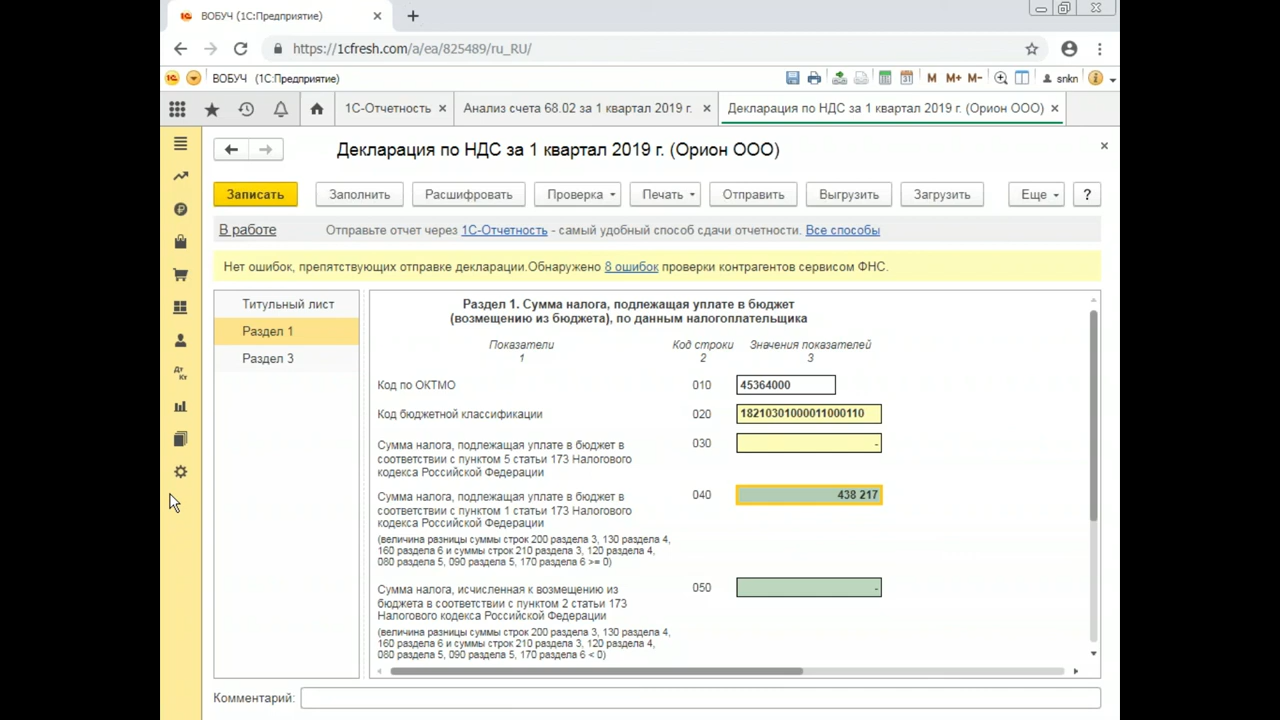 ВОБУЧ (1С:Предприятие)
https://1cfresh.com/a/ea/825489/ru_RU/
ВОБУЧ (1С:Предприятие)
M M+ M- snkn
1С-Отчетность
Анализ счета 68.02 за 1 квартал 2019 г.
Декларация по НДС за 1 квартал 2019 г. (Орион ООО)
Декларация по НДС за 1 квартал 2019 г. (Орион ООО)
Записать Заполнить Расшифровать Проверка Печать Отправить Выгрузить Загрузить Еще ?
В работе Отправьте отчет через 1С-Отчетность - самый удобный способ сдачи отчетности. Все способы
Нет ошибок, препятствующих отправке декларации.Обнаружено 8 ошибок проверки контрагентов сервисом ФНС.
Титульный лист
Раздел 1
Раздел 3
Раздел 1. Сумма налога, подлежащая уплате в бюджет
(возмещению из бюджета), по данным налогоплательщика
Показатели Код строки Значения показателей
1 2 3
Код по ОКТМО 010 45364000
Код бюджетной классификации 020 18210301000011000110
Сумма налога, подлежащая уплате в бюджет в 030 -
соответствии с пунктом 5 статьи 173 Налогового
кодекса Российской Федерации
Сумма налога, подлежащая уплате в бюджет в 040 438 217
соответствии с пунктом 1 статьи 173 Налогового
кодекса Российской Федерации
(величина разницы суммы строк 200 раздела 3, 130 раздела 4,
160 раздела 6 и суммы строк 210 раздела 3, 120 раздела 4,
080 раздела 5, 090 раздела 5, 170 раздела 6 >= 0)
Сумма налога, исчисленная к возмещению из 050 -
бюджета в соответствии с пунктом 2 статьи 173
Налогового кодекса Российской Федерации
(величина разницы суммы строк 200 раздела 3, 130 раздела 4,
160 раздела 6 и суммы строк 210 раздела 3, 120 раздела 4,
080 раздела 5, 090 раздела 5, 170 раздела 6 < 0)
Комментарий: